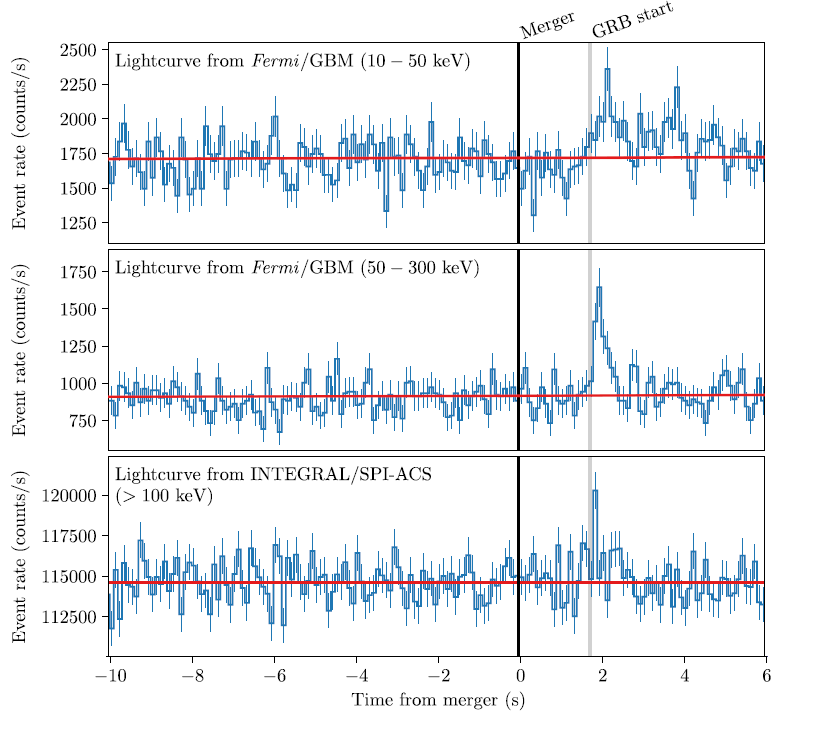 Merger
GRB start
Lightcurve from Fermi/GBM (10 − 50 keV)
Event rate (counts/s)
2500
2250
2000
1750
1500
1250
Lightcurve from Fermi/GBM (50 − 300 keV)
Event rate (counts/s)
1750
1500
1250
1000
750
Lightcurve from INTEGRAL/SPI-ACS
(> 100 keV)
Event rate (counts/s)
120000
117500
115000
112500
−10 −8 −6 −4 −2 0 2 4 6
Time from merger (s)